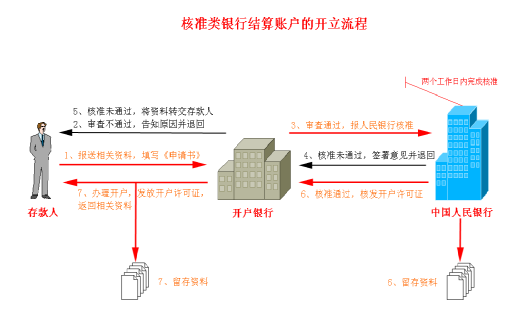 核准类银行结算账户的开立流程
两个工作日内完成核准
5、核准未通过，将资料转交存款人
2、审查不通过，告知原因并退回
3、审查通过，报人民银行核准
1、报送相关资料，填写《申请书》
4、核准未通过，签署意见并退回
7、办理开户，发放开户许可证，
返回相关资料
6、核准通过，核发开户许可证
存款人
开户银行
中国人民银行
7、留存资料
6、留存资料